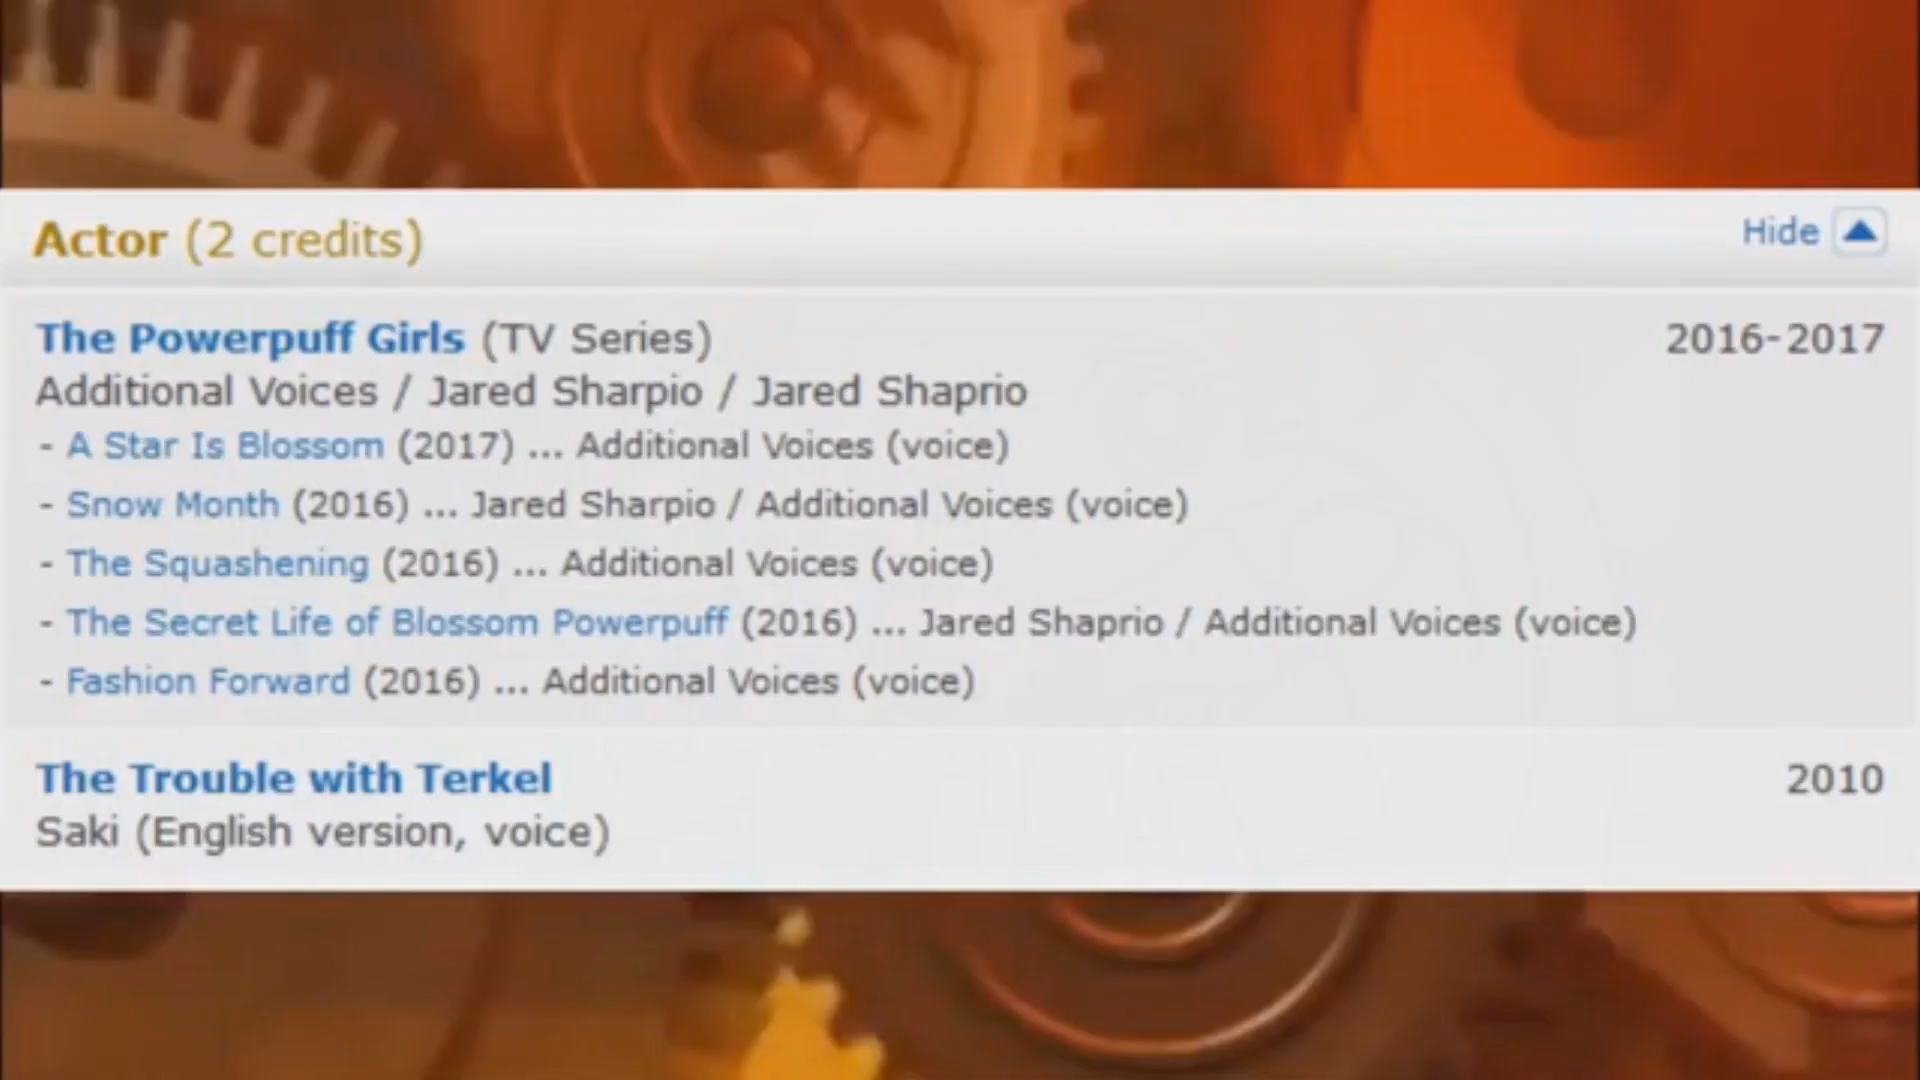 Actor (2 credits)
Hide
The Powerpuff Girls (TV Series)
2016-2017
Additional Voices / Jared Sharpio / Jared Shaprio
- A Star Is Blossom (2017) ... Additional Voices (voice)
- Snow Month (2016) ... Jared Sharpio / Additional Voices (voice)
- The Squashening (2016) ... Additional Voices (voice)
- The Secret Life of Blossom Powerpuff (2016) ... Jared Shaprio / Additional Voices (voice)
- Fashion Forward (2016) ... Additional Voices (voice)
The Trouble with Terkel
2010
Saki (English version, voice)